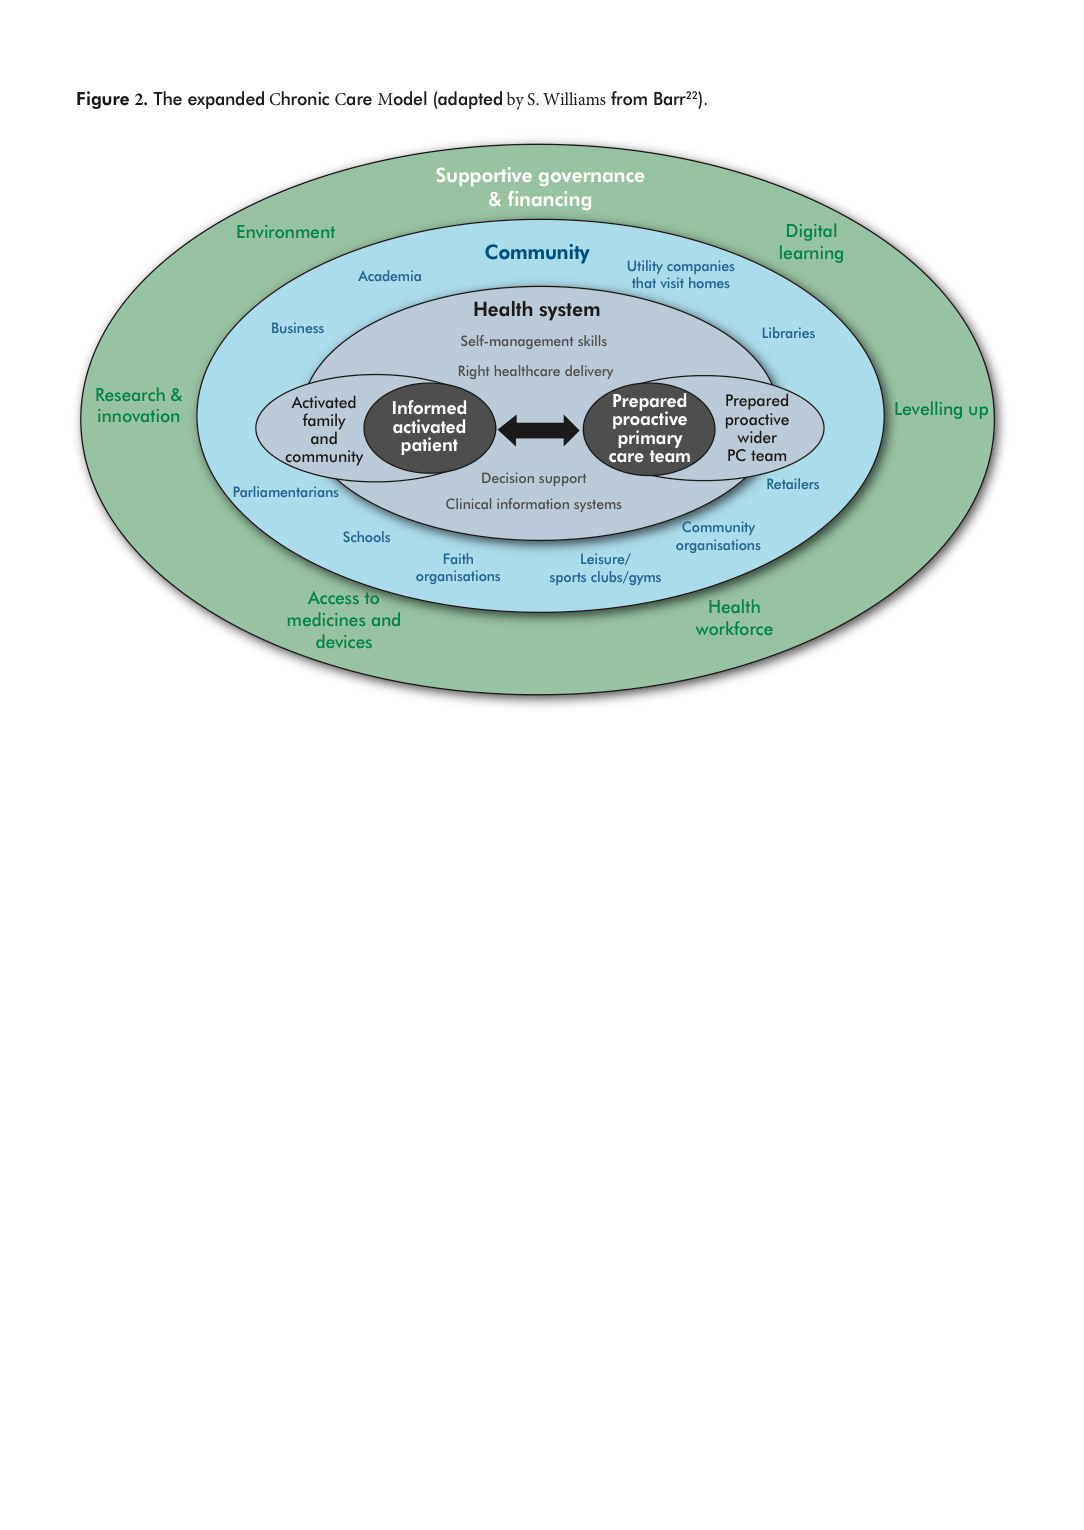 Figure 2. The expanded Chronic Care Model (adapted by S. Williams from Barr22).
Supportive governance
& financing
Environment
Digital
learning
Community
Academia
Utility companies
that visit homes
Health system
Business
Libraries
Self-management skills
Right healthcare delivery
Research &
innovation
Levelling up
Activated
family
and
community
Informed
activated
patient
Prepared
proactive
primary
care team
Prepared
proactive
wider
PC team
Decision support
Clinical information systems
Parliamentarians
Retailers
Schools
Community
organisations
Faith
organisations
Leisure/
sports clubs/gyms
Access to
medicines and
devices
Health
workforce